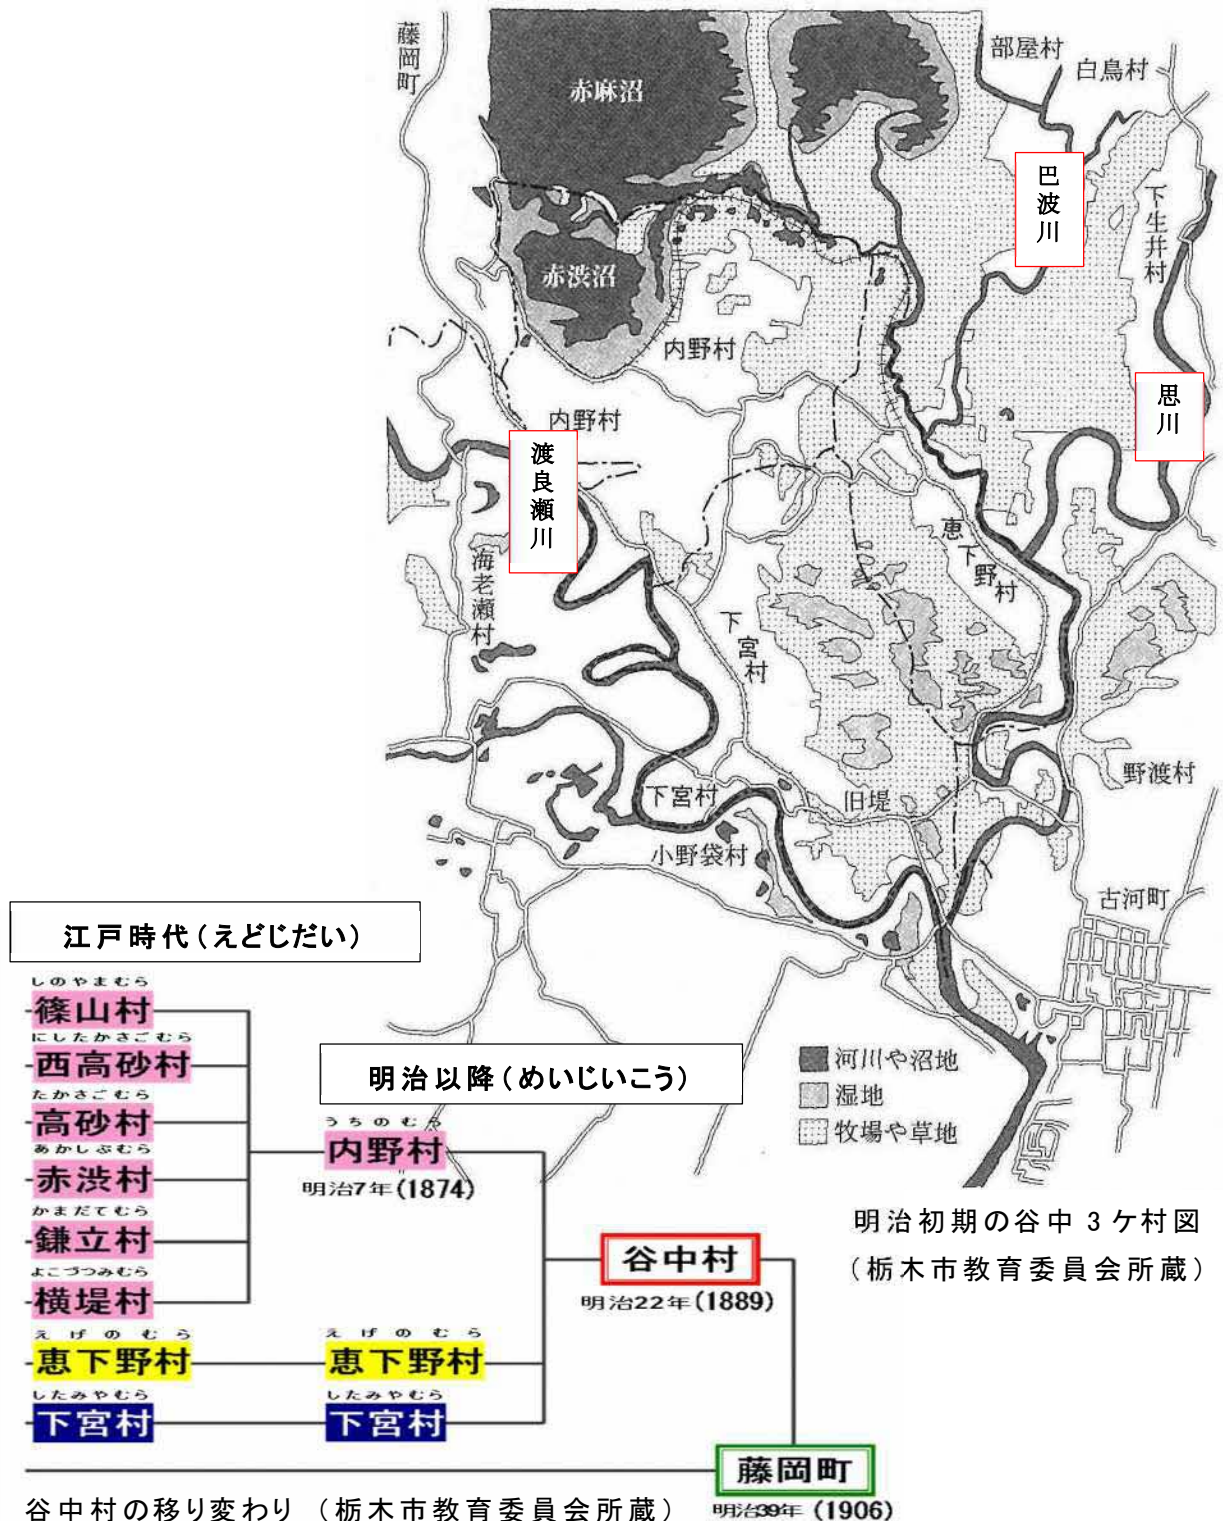 藤岡町
部屋村
白鳥村
赤麻沼
巴波川
下生井村
赤渋沼
内野村
思川
内野村
渡良瀬川
恵下野村
海老瀬村
下宮村
野渡村
下宮村
旧堤
小野袋村
古河町
河川や沼地
湿地
牧場や草地
明治初期の谷中3ケ村図
(栃木市教育委員会所蔵)
江戸時代(えどじだい)
しのやまむら
篠山村
にしたかさごむら
西高砂村
たかさごむら
高砂村
あかしぶむら
赤渋村
かまだてむら
鎌立村
よこづつみむら
横堤村
えげのむら
恵下野村
したみやむら
下宮村
明治以降(めいじいこう)
うちのむら
内野村
明治7年(1874)
えげのむら
恵下野村
したみやむら
下宮村
谷中村
明治22年(1889)
藤岡町
明治39年(1906)
谷中村の移り変わり(栃木市教育委員会所蔵)